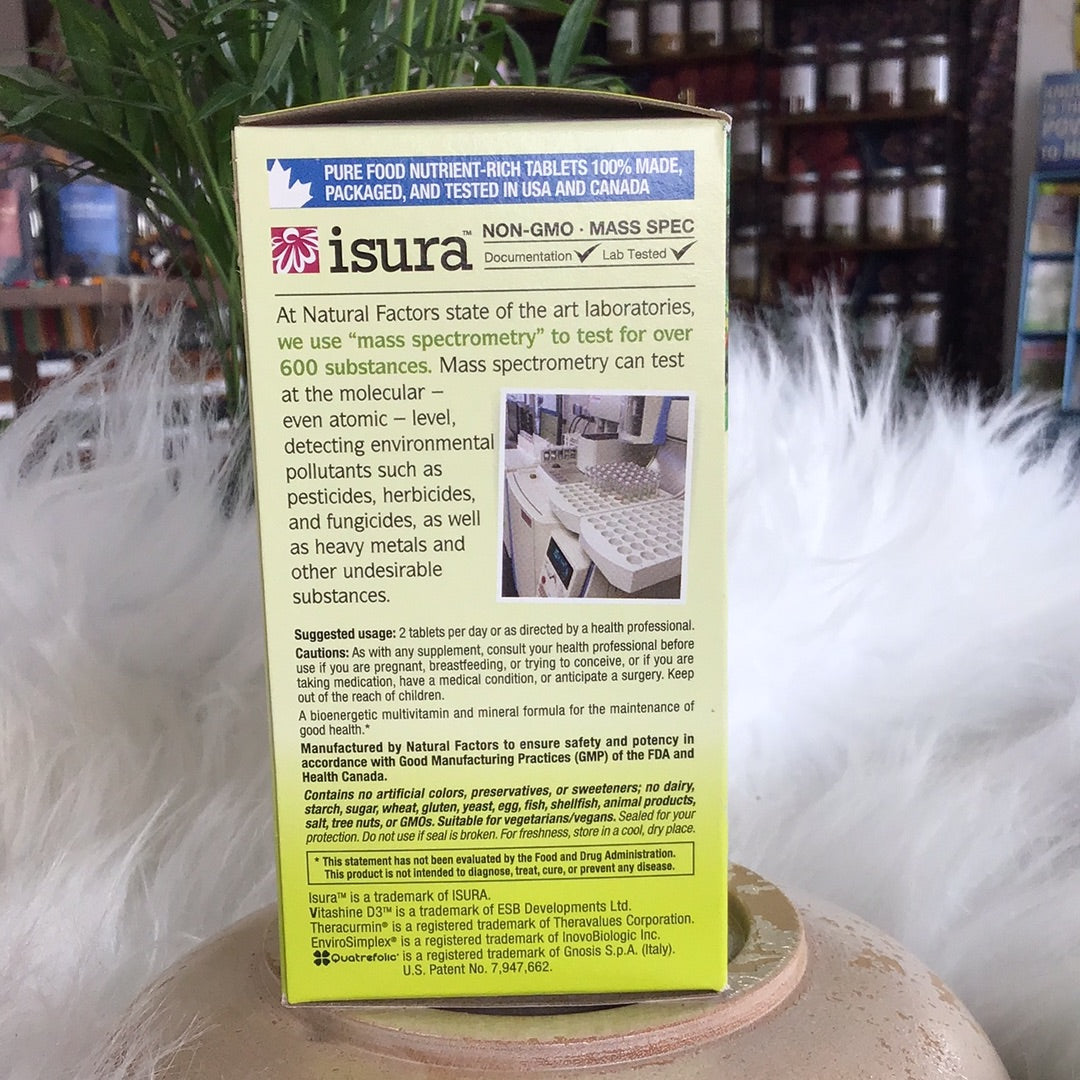 PURE FOOD NUTRIENT-RICH TABLETS 100% MADE,
PACKAGED, AND TESTED IN USA AND CANADA
isura™
NON-GMO · MASS SPEC
Documentation ✓ Lab Tested ✓
At Natural Factors state of the art laboratories,
we use “mass spectrometry” to test for over
600 substances. Mass spectrometry can test
at the molecular –
even atomic – level,
detecting environmental
pollutants such as
pesticides, herbicides,
and fungicides, as well
as heavy metals and
other undesirable
substances.
Suggested usage: 2 tablets per day or as directed by a health professional.
Cautions: As with any supplement, consult your health professional before
use if you are pregnant, breastfeeding, or trying to conceive, or if you are
taking medication, have a medical condition, or anticipate a surgery. Keep
out of the reach of children.
A bioenergetic multivitamin and mineral formula for the maintenance of
good health.*
Manufactured by Natural Factors to ensure safety and potency in
accordance with Good Manufacturing Practices (GMP) of the FDA and
Health Canada.
Contains no artificial colors, preservatives, or sweeteners; no dairy,
starch, sugar, wheat, gluten, yeast, egg, fish, shellfish, animal products,
salt, tree nuts, or GMOs. Suitable for vegetarians/vegans. Sealed for your
protection. Do not use if seal is broken. For freshness, store in a cool, dry place.
* This statement has not been evaluated by the Food and Drug Administration.
This product is not intended to diagnose, treat, cure, or prevent any disease.
Isura™ is a trademark of ISURA.
Vitashine D3™ is a trademark of ESB Developments Ltd.
Theracurmin® is a registered trademark of Theravalues Corporation.
EnviroSimplex® is a registered trademark of InovoBiologic Inc.
Quatrefolic® is a registered trademark of Gnosis S.p.A. (Italy).
U.S. Patent No. 7,947,662.